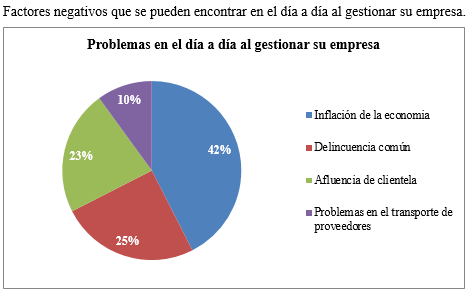 Factores negativos que se pueden encontrar en el día a día al gestionar su empresa.
Problemas en el día a día al gestionar su empresa
10%
42%
23%
25%
Inflación de la economia
Delincuencia común
Afluencia de clientela
Problemas en el transporte de
proveedores